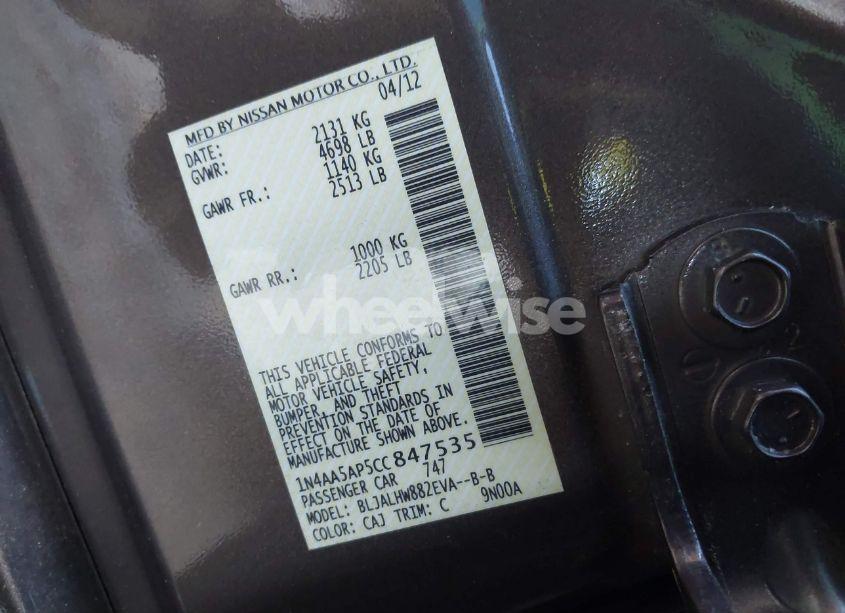 MFD BY NISSAN MOTOR CO., LTD.
DATE: 04/12
GVWR: 2131 KG
4698 LB
GAWR FR.: 1140 KG
2513 LB
GAWR RR.: 1000 KG
2205 LB
THIS VEHICLE CONFORMS TO
ALL APPLICABLE FEDERAL
MOTOR VEHICLE SAFETY,
BUMPER, AND THEFT
PREVENTION STANDARDS IN
EFFECT ON THE DATE OF
MANUFACTURE SHOWN ABOVE.
1N4AA5AP5CC847535
PASSENGER CAR 747
MODEL: BLJALHW882EVA--B-B
COLOR: CAJ TRIM: C 9N00A
wheelwise
2